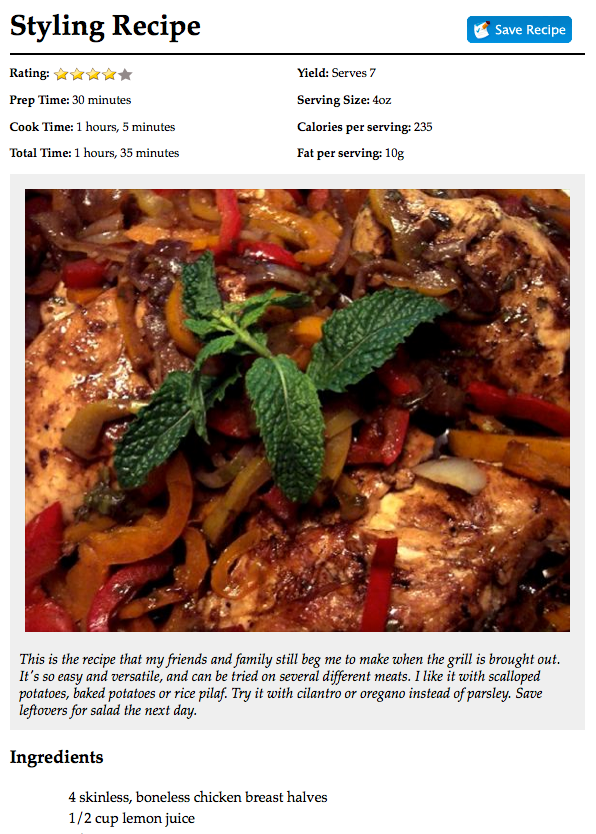 Styling Recipe
Save Recipe
Rating:
Yield: Serves 7
Prep Time: 30 minutes
Serving Size: 4oz
Cook Time: 1 hours, 5 minutes
Calories per serving: 235
Total Time: 1 hours, 35 minutes
Fat per serving: 10g
This is the recipe that my friends and family still beg me to make when the grill is brought out.
It's so easy and versatile, and can be tried on several different meats. I like it with scalloped
potatoes, baked potatoes or rice pilaf. Try it with cilantro or oregano instead of parsley. Save
leftovers for salad the next day.
Ingredients
4 skinless, boneless chicken breast halves
1/2 cup lemon juice